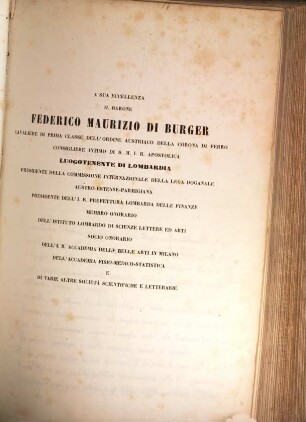 A SUA ECCELLENZA
IL BARONE
FEDERICO MAURIZIO DI BURGER
CAVALIERE DI PRIMA CLASSE DELL'ORDINE AUSTRIACO DELLA CORONA DI FERRO
CONSIGLIERE INTIMO DI S. M. I. R. APOSTOLICA
LUOGOTENENTE DI LOMBARDIA
PRESIDENTE DELLA COMMISSIONE INTERNAZIONALE DELLA LEGA DOGANALE
AUSTRO-ESTENSE-PARMIGIANA
PRESIDENTE DELL'I. R. PREFETTURA LOMBARDA DELLE FINANZE
MEMBRO ONORARIO
DELL'ISTITUTO LOMBARDO DI SCIENZE LETTERE ED ARTI
SOCIO ONORARIO
DELL'I. R. ACCADEMIA DELLE BELLE ARTI IN MILANO
DELL'ACCADEMIA FISIO-MEDICO-STATISTICA
E
DI VARIE ALTRE SOCIETÀ SCIENTIFICHE E LETTERARIE